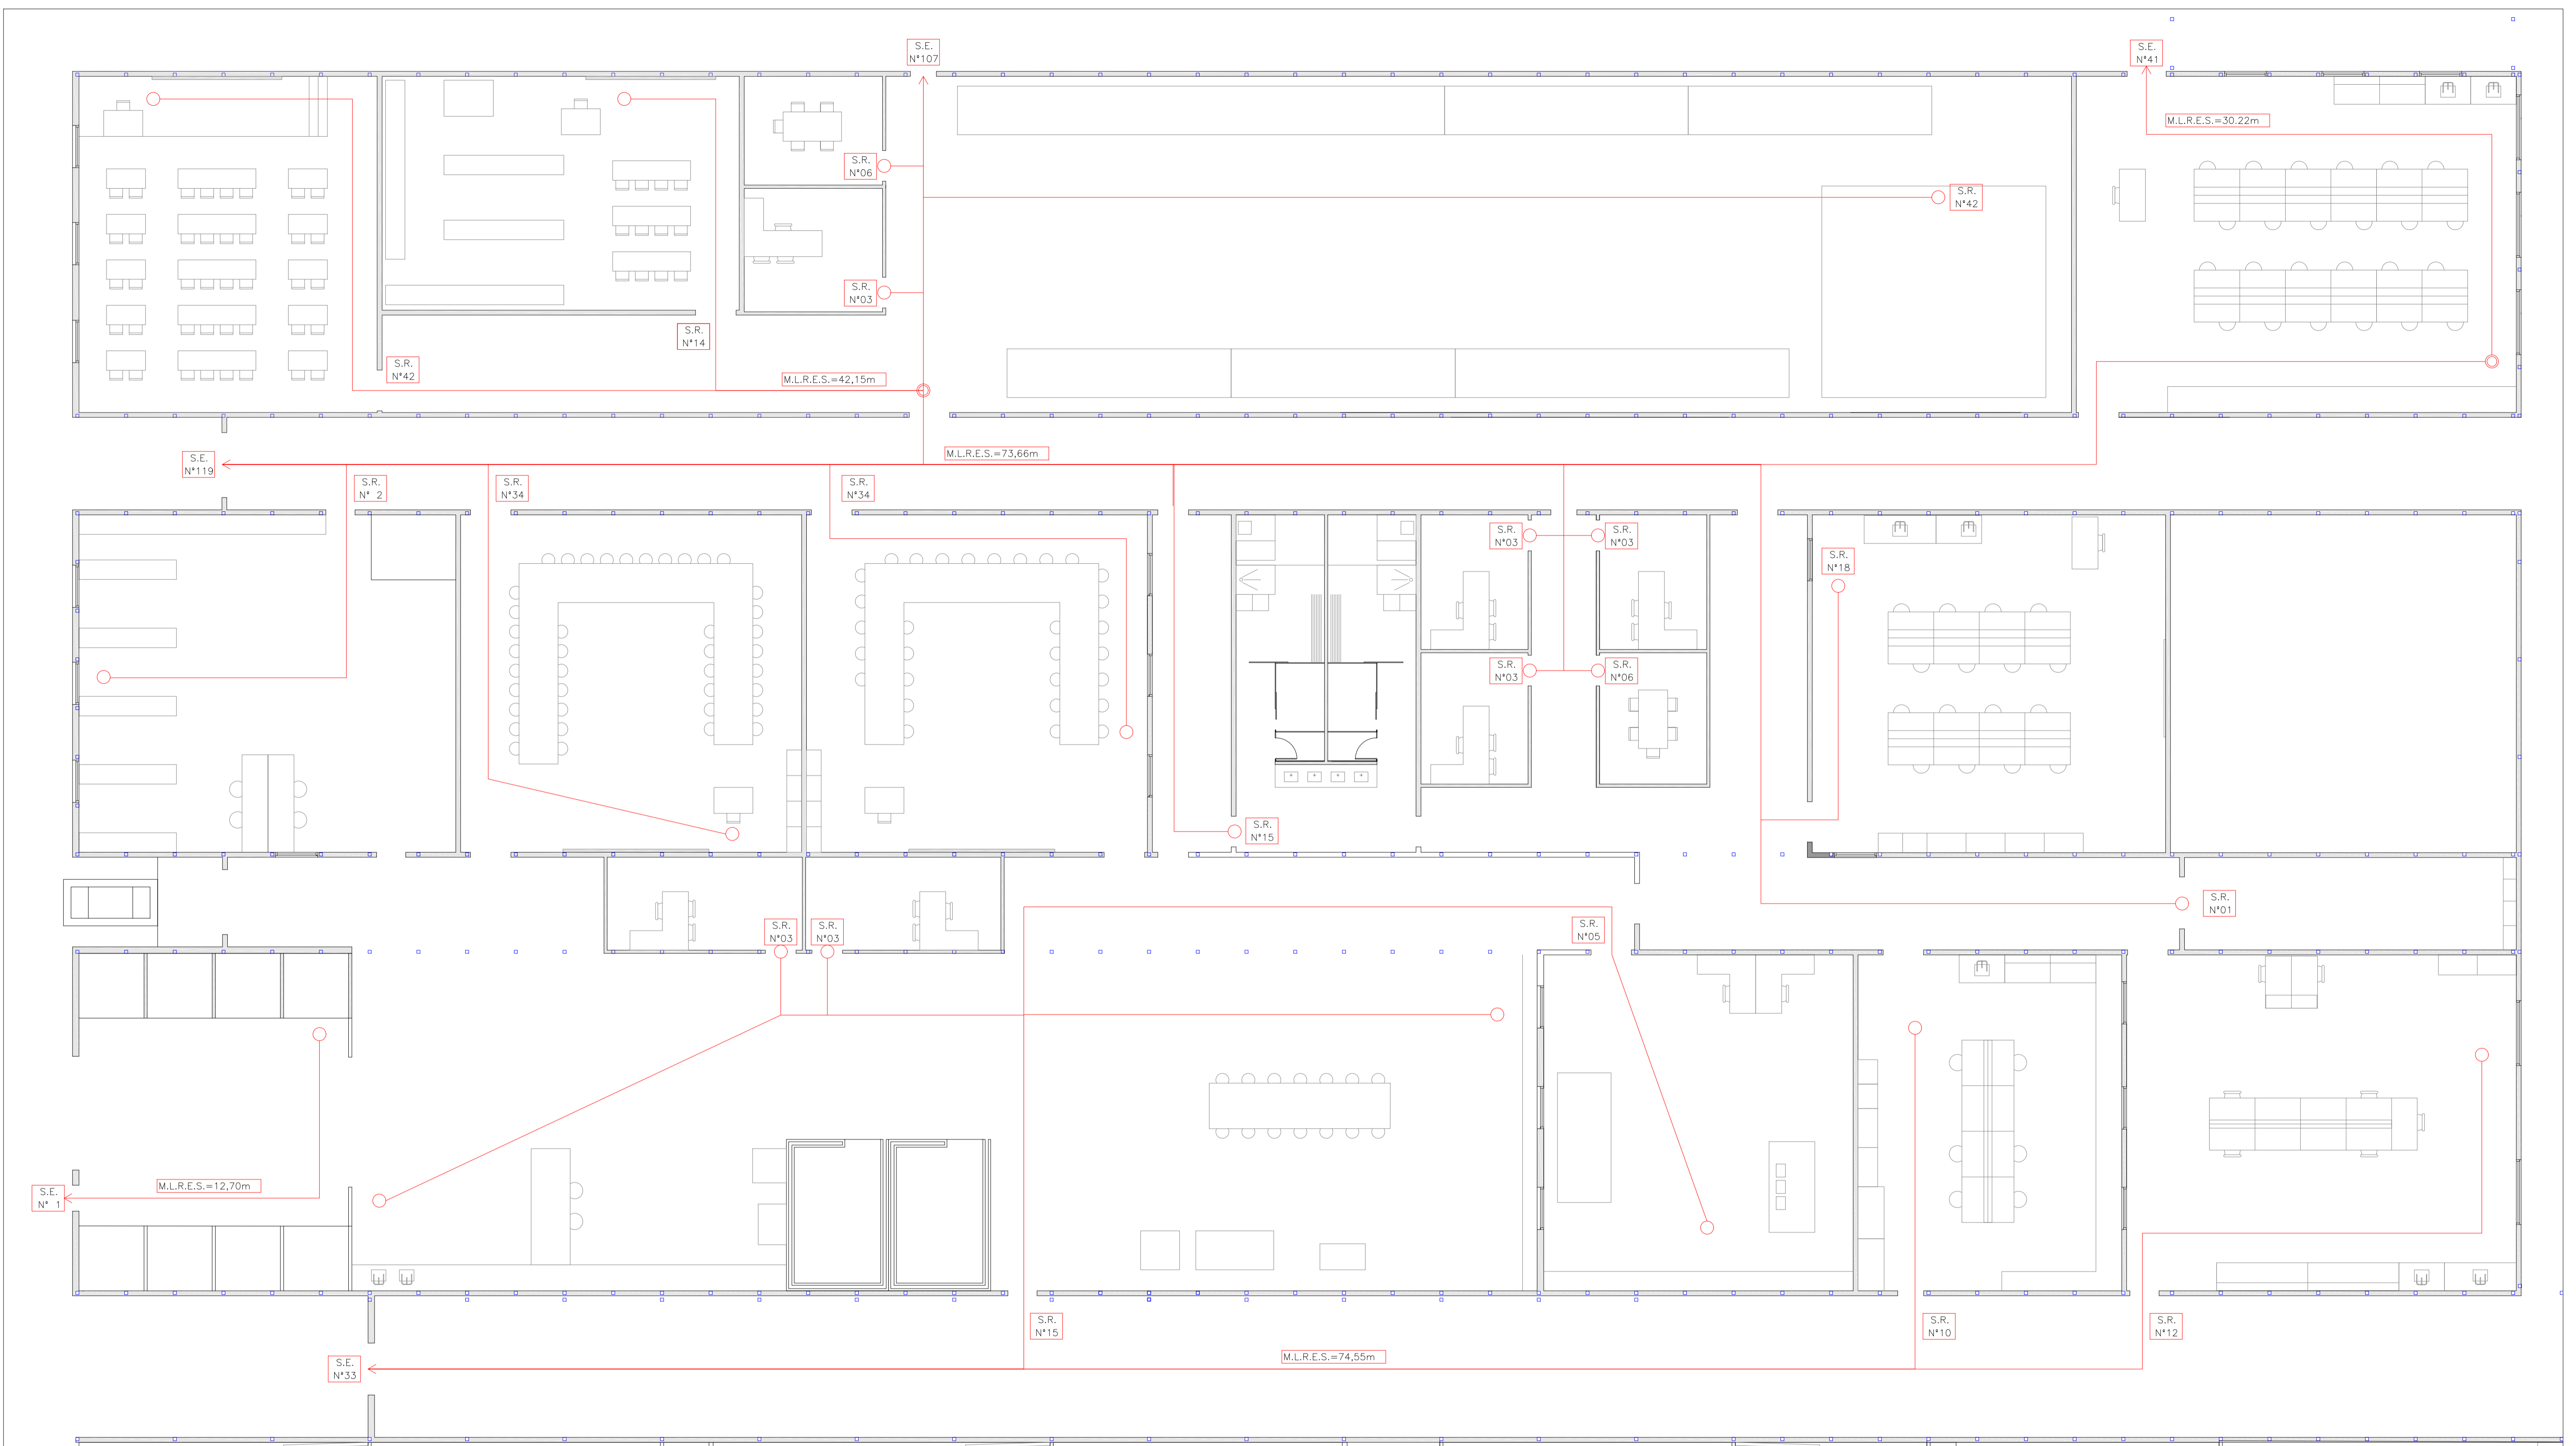 S.E.
N°107
S.E.
N°41
M.L.R.E.S.=30.22m
S.R.
N°06
S.R.
N°42
S.R.
N°03
S.R.
N°14
S.R.
N°42
M.L.R.E.S.=42,15m
M.L.R.E.S.=73,66m
S.E.
N°119
S.R.
N° 2
S.R.
N°34
S.R.
N°34
S.R.
N°03
S.R.
N°03
S.R.
N°18
S.R.
N°03
S.R.
N°06
S.R.
N°15
S.R.
N°01
S.R.
N°03
S.R.
N°03
S.R.
N°05
M.L.R.E.S.=12,70m
S.E.
N° 1
S.R.
N°15
S.R.
N°10
S.R.
N°12
S.E.
N°33
M.L.R.E.S.=74,55m